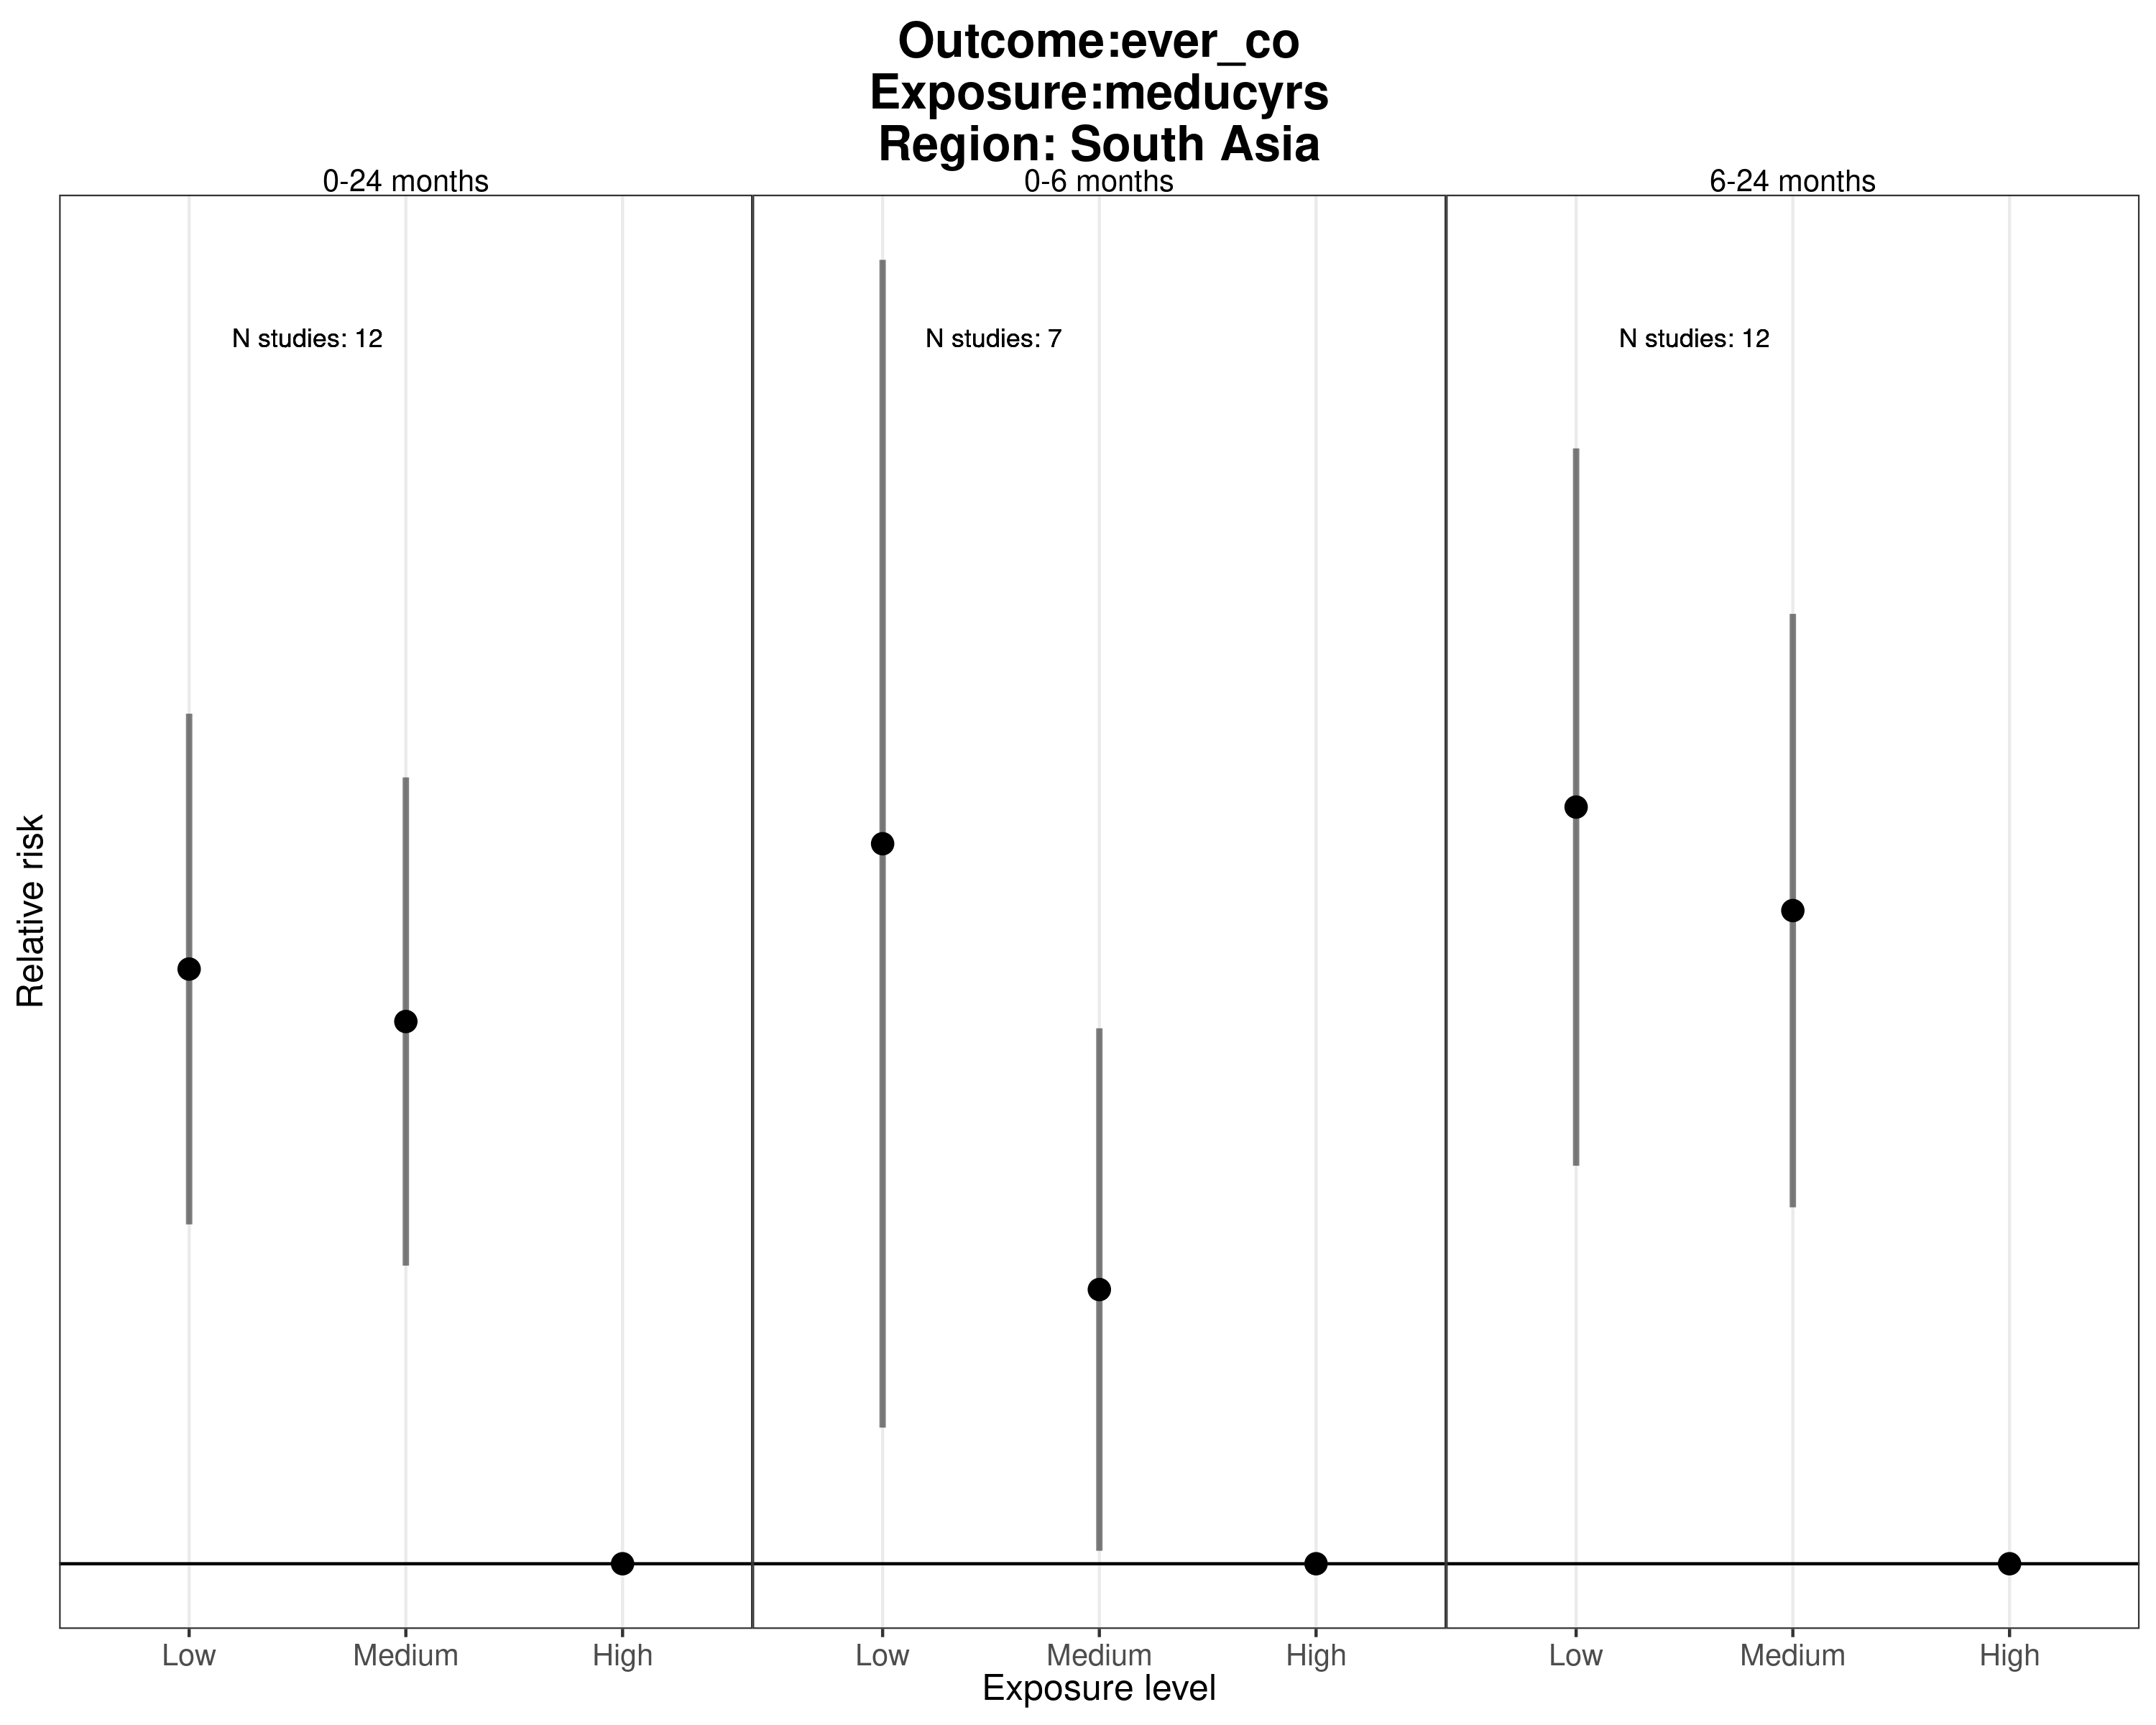 Outcome:ever_co
Exposure:meducyrs
Region: South Asia
0-24 months
0-6 months
6-24 months
N studies: 12
N studies: 7
N studies: 12
Relative risk
Low
Medium
High
Low
Medium
High
Low
Medium
High
Exposure level